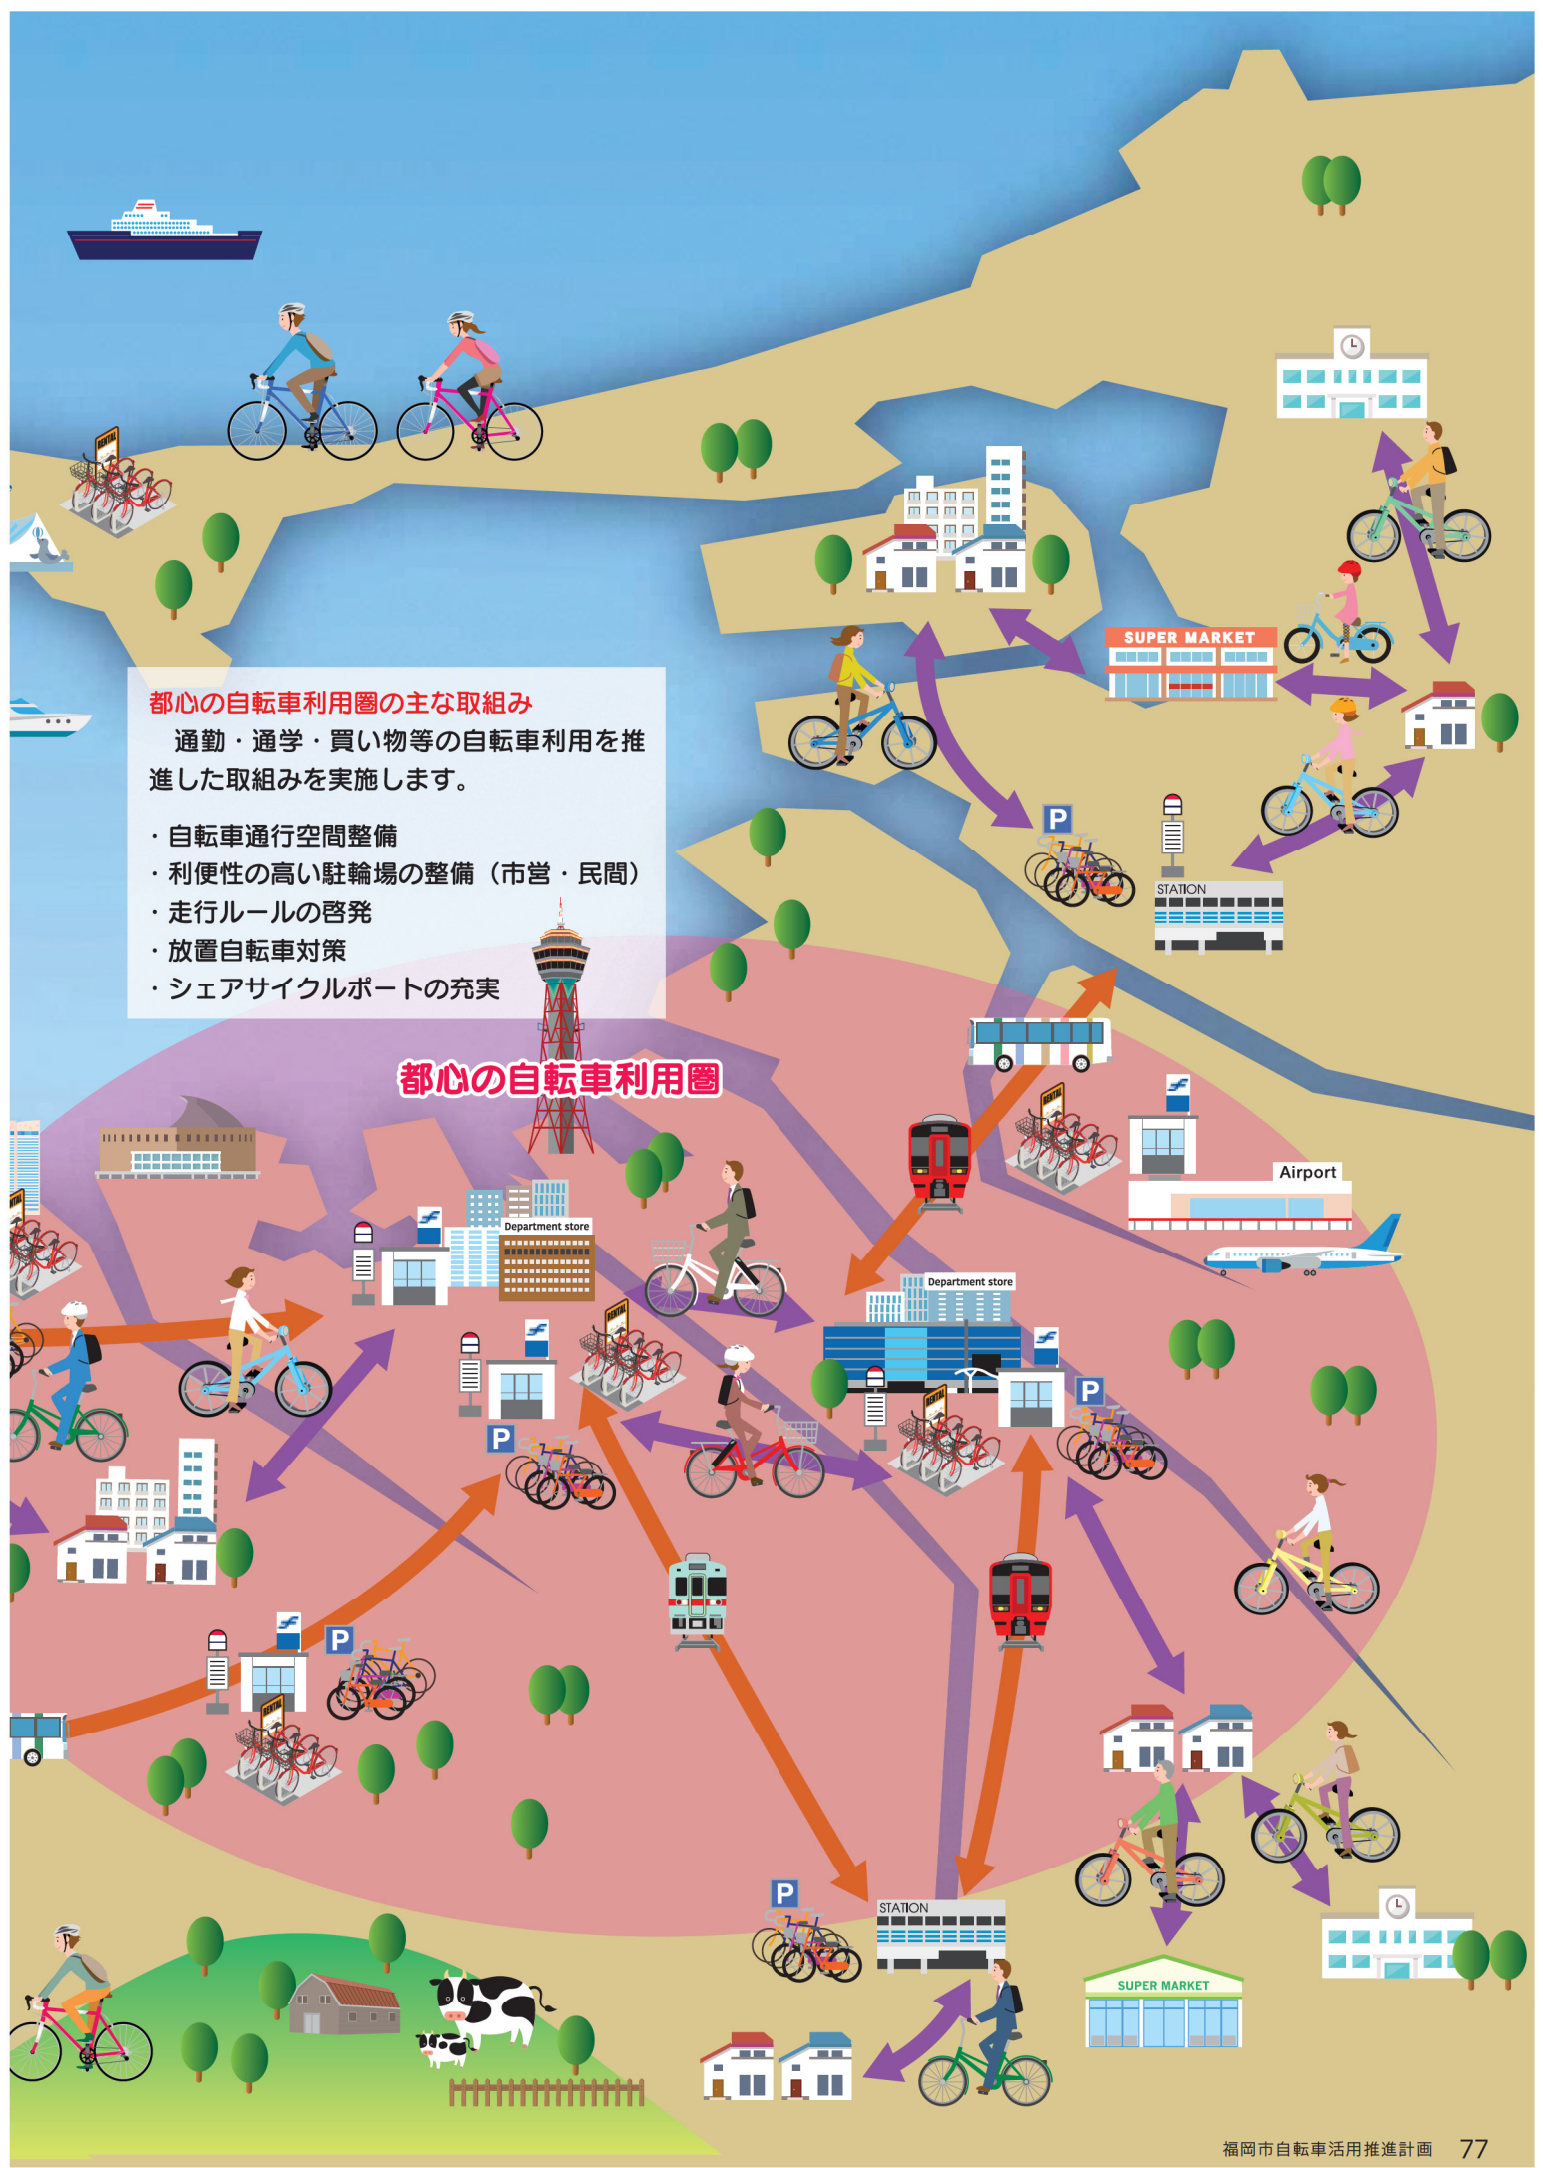 RENTAL
都心の自転車利用圏の主な取組み
通勤・通学・買い物等の自転車利用を推
進した取組みを実施します。
・自転車通行空間整備
・利便性の高い駐輪場の整備（市営・民間）
・走行ルールの啓発
・放置自転車対策
・シェアサイクルポートの充実
SUPER MARKET
P
STATION
都心の自転車利用圏
RENTAL
Airport
Department store
Department store
RENTAL
P
RENTAL
P
P
RENTAL
P
STATION
SUPER MARKET
福岡市自転車活用推進計画 77